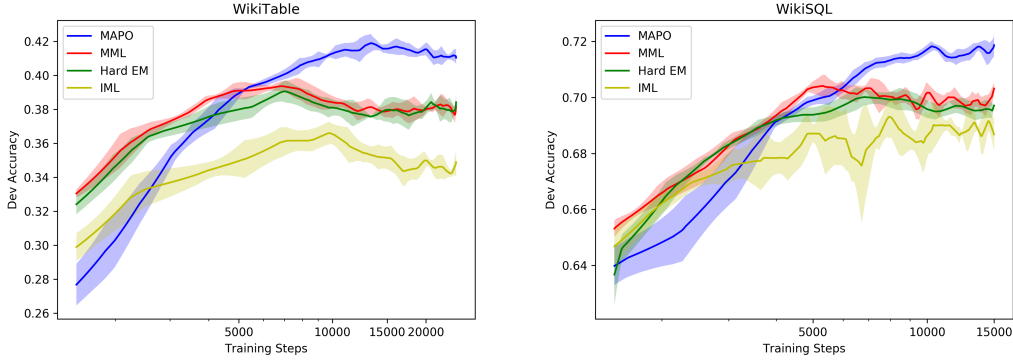 WikiTable
MAPO
MML
Hard EM
IML
0.42
0.40
0.38
0.36
0.34
0.32
0.30
0.28
0.26
Dev Accuracy
5000
10000
15000
20000
Training Steps
WikiSQL
MAPO
MML
Hard EM
IML
0.72
0.70
0.68
0.66
0.64
Dev Accuracy
5000
10000
15000
Training Steps